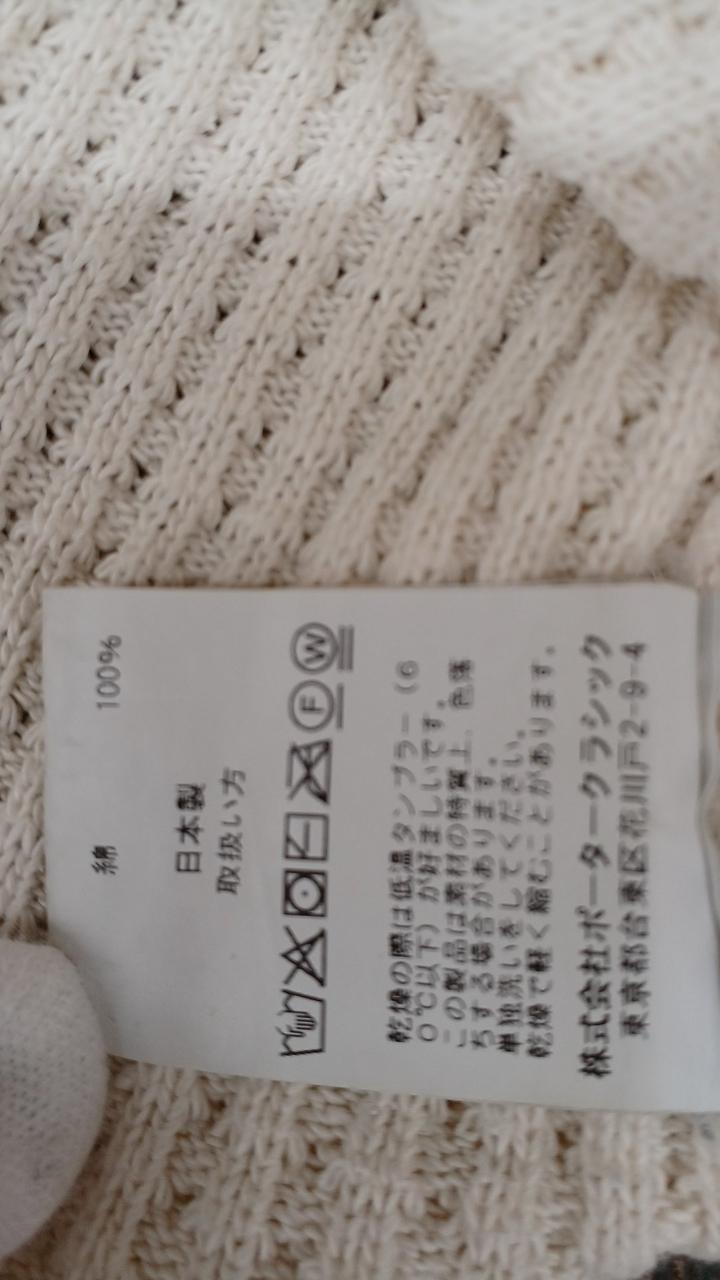 綿 100%
日本製
取扱い方
F W
乾燥の際は低温タンブラー（6
0℃以下）が好ましいです。
この製品は素材の特質上、色落
ちする場合があります。
単独洗いをしてください。
乾燥で軽く縮むことがあります。
株式会社ポータークラシック
東京都台東区花川戸2-9-4